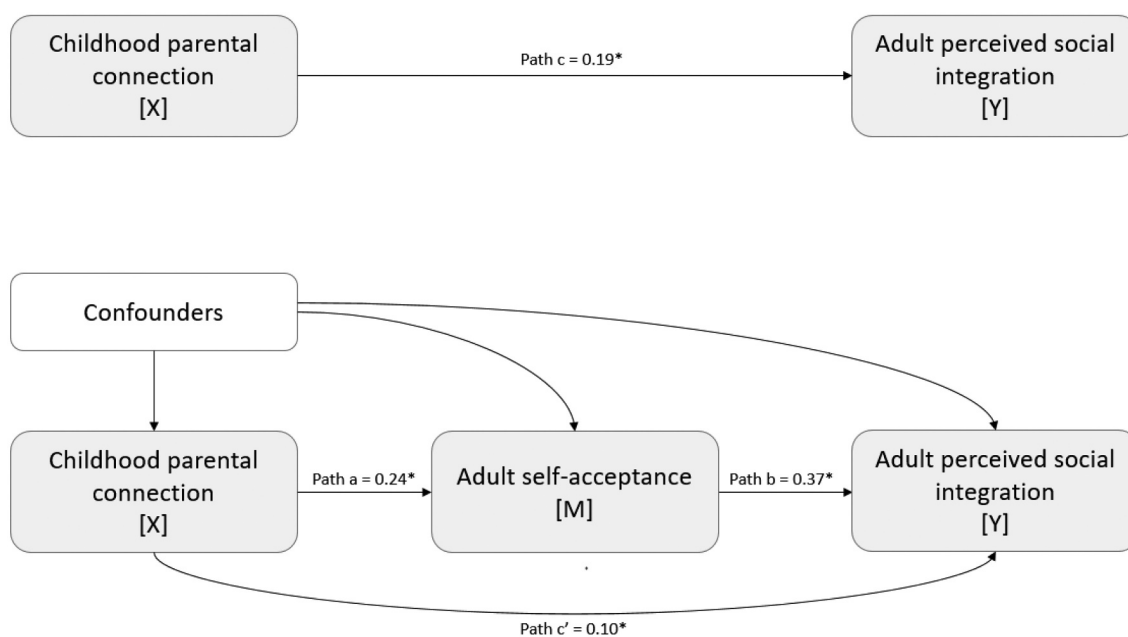 Childhood parental
connection
[X]
Path c = 0.19*
Adult perceived social
integration
[Y]
Confounders
Childhood parental
connection
[X]
Path a = 0.24*
Adult self-acceptance
[M]
Path b = 0.37*
Adult perceived social
integration
[Y]
Path c’ = 0.10*